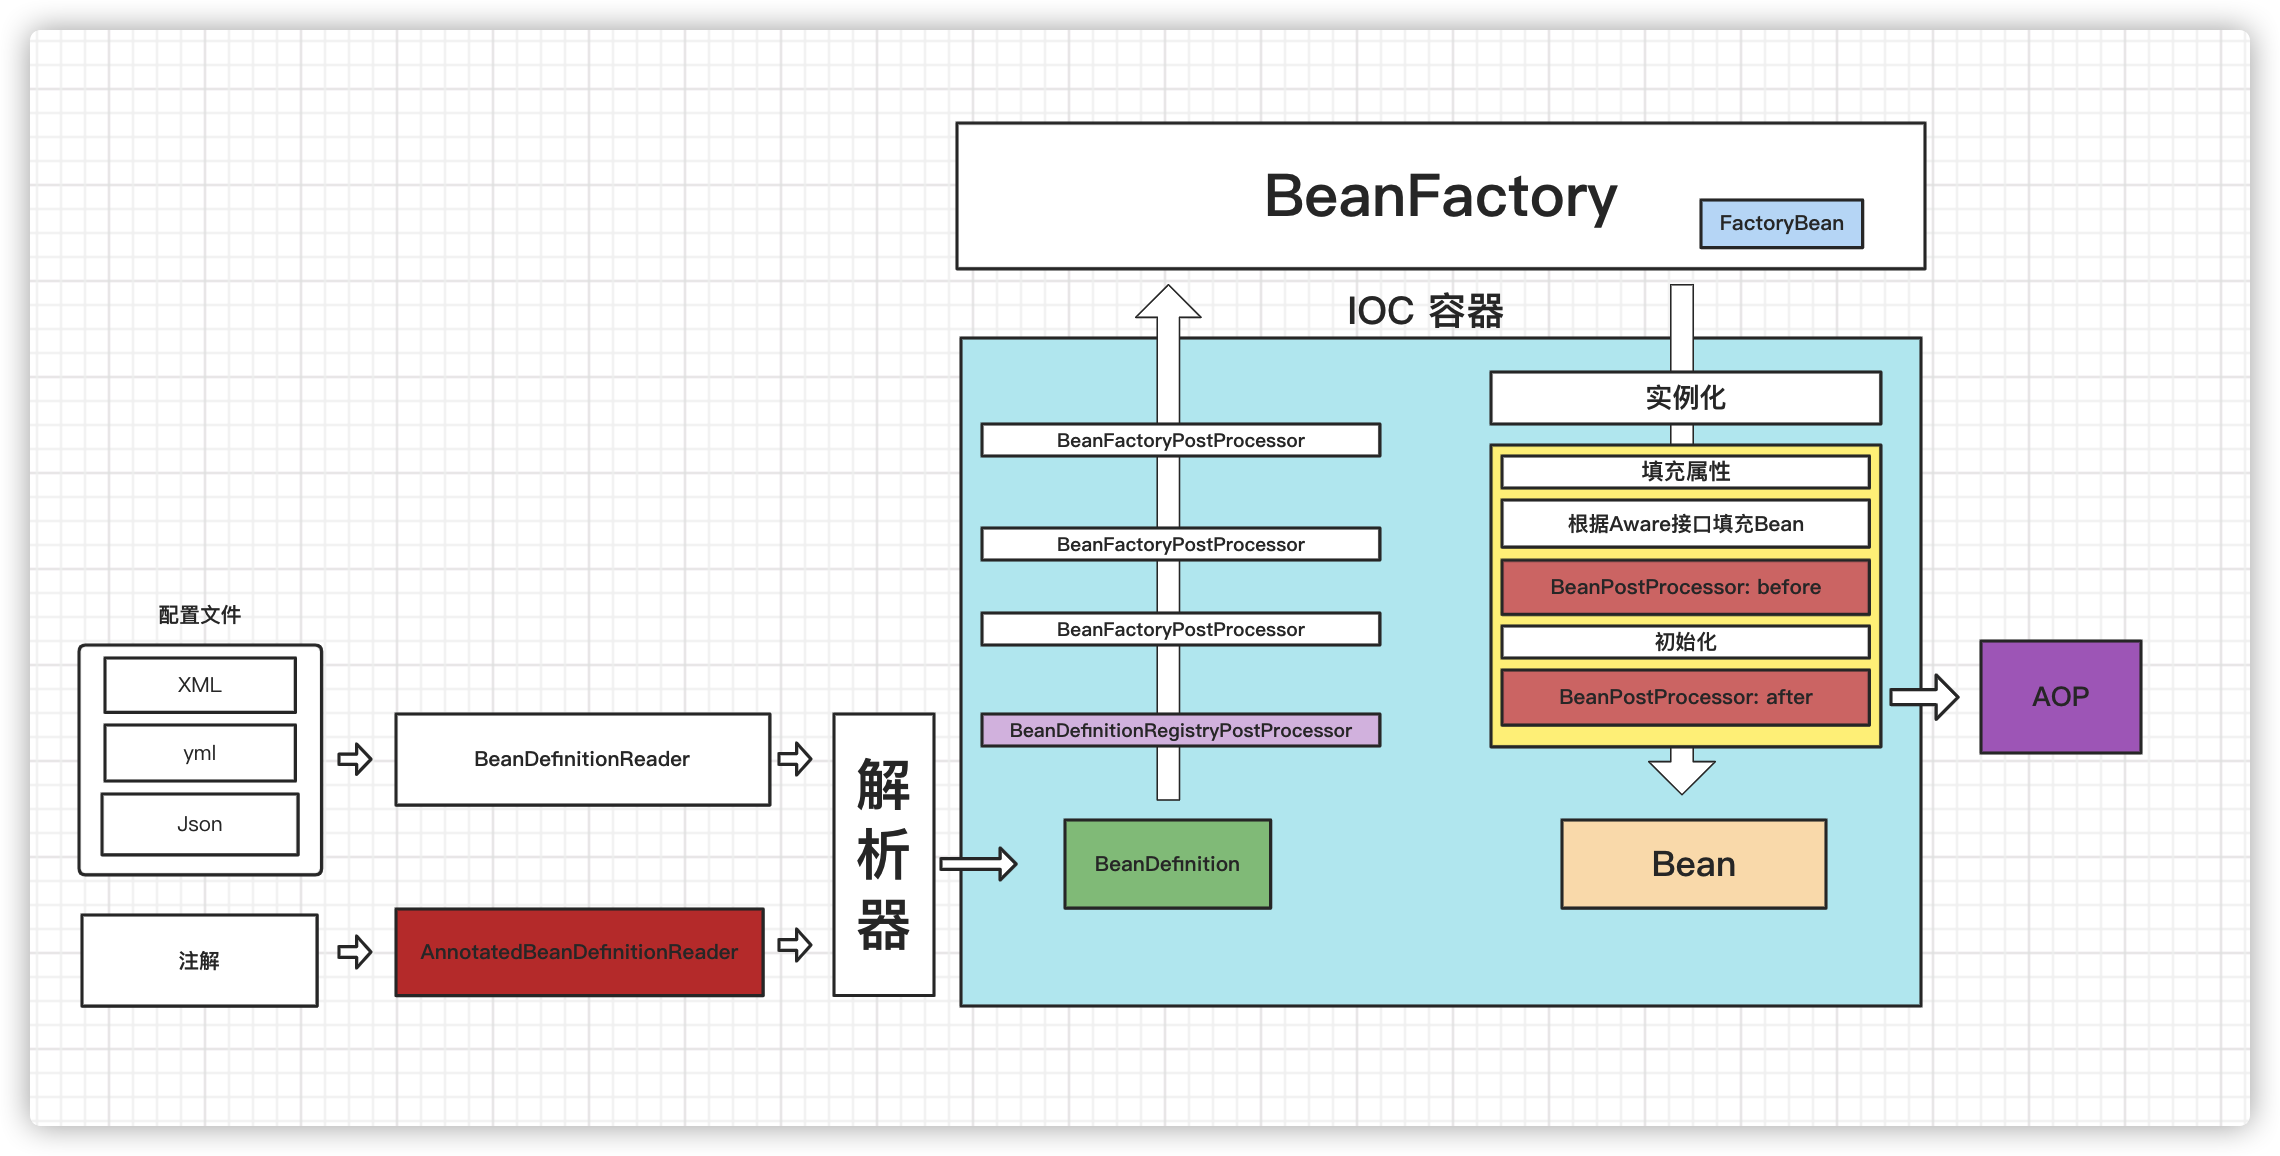 BeanFactory
FactoryBean
IOC 容器
实例化
BeanFactoryPostProcessor
填充属性
根据Aware接口填充Bean
BeanFactoryPostProcessor
BeanPostProcessor: before
BeanFactoryPostProcessor
初始化
BeanPostProcessor: after
BeanDefinitionRegistryPostProcessor
AOP
配置文件
XML
yml
Json
BeanDefinitionReader
注解
AnnotatedBeanDefinitionReader
解
析
器
BeanDefinition
Bean